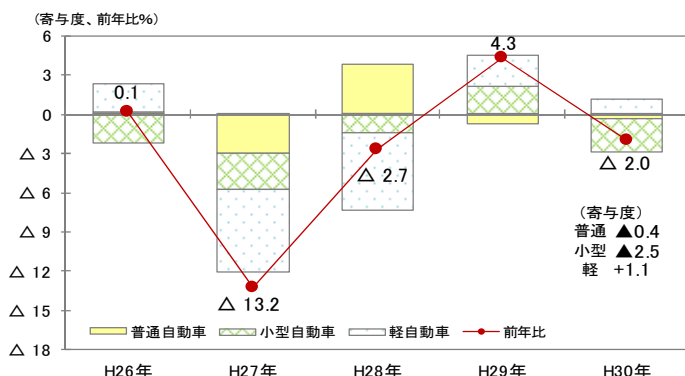 （寄与度、前年比%）
6
3
0
△ 3
△ 6
△ 9
△ 12
△ 15
△ 18
0.1
△ 13.2
△ 2.7
4.3
△ 2.0
（寄与度）
普通 ▲0.4
小型 ▲2.5
軽 +1.1
普通自動車 小型自動車 軽自動車 前年比
H26年 H27年 H28年 H29年 H30年